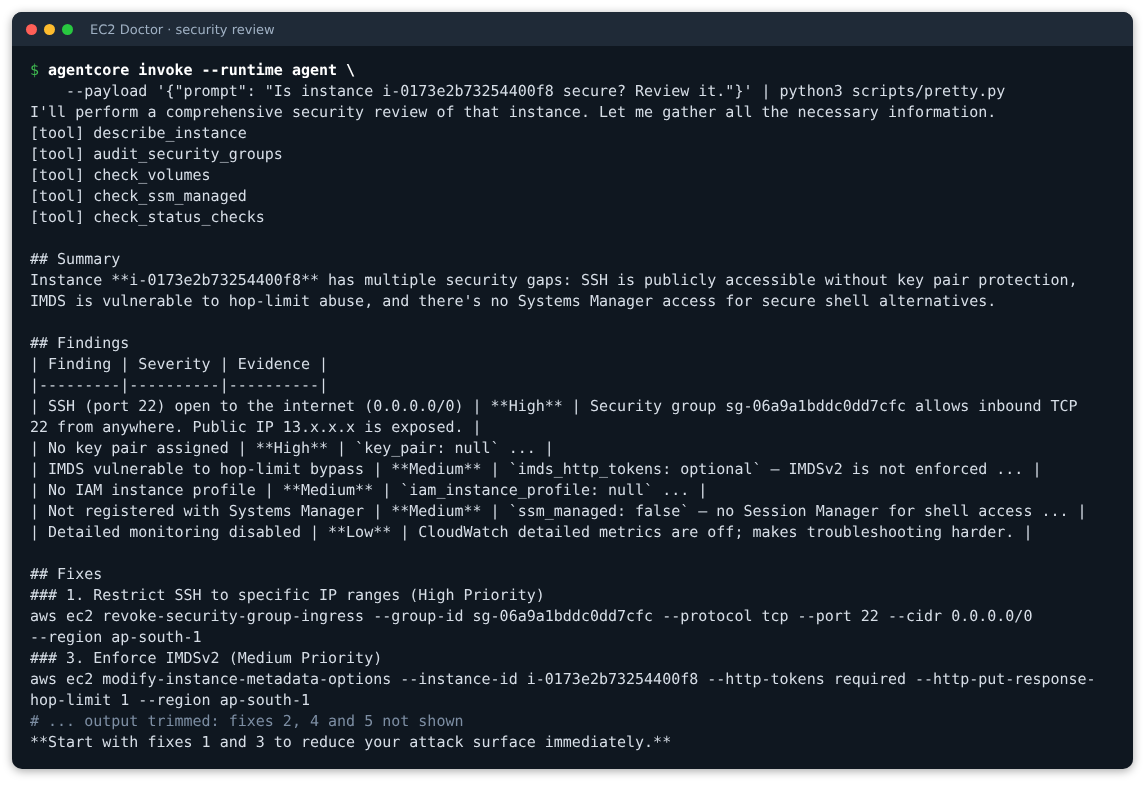 EC2 Doctor · security review
$ agentcore invoke --runtime agent \
    --payload '{"prompt": "Is instance i-0173e2b73254400f8 secure? Review it."}' | python3 scripts/pretty.py
I'll perform a comprehensive security review of that instance. Let me gather all the necessary information.
[tool] describe_instance
[tool] audit_security_groups
[tool] check_volumes
[tool] check_ssm_managed
[tool] check_status_checks

## Summary
Instance **i-0173e2b73254400f8** has multiple security gaps: SSH is publicly accessible without key pair protection,
IMDS is vulnerable to hop-limit abuse, and there's no Systems Manager access for secure shell alternatives.

## Findings
| Finding | Severity | Evidence |
|---------|----------|----------|
| SSH (port 22) open to the internet (0.0.0.0/0) | **High** | Security group sg-06a9a1bddc0dd7cfc allows inbound TCP
22 from anywhere. Public IP 13.x.x.x is exposed. |
| No key pair assigned | **High** | `key_pair: null` ... |
| IMDS vulnerable to hop-limit bypass | **Medium** | `imds_http_tokens: optional` — IMDSv2 is not enforced ... |
| No IAM instance profile | **Medium** | `iam_instance_profile: null` ... |
| Not registered with Systems Manager | **Medium** | `ssm_managed: false` — no Session Manager for shell access ... |
| Detailed monitoring disabled | **Low** | CloudWatch detailed metrics are off; makes troubleshooting harder. |

## Fixes
### 1. Restrict SSH to specific IP ranges (High Priority)
aws ec2 revoke-security-group-ingress --group-id sg-06a9a1bddc0dd7cfc --protocol tcp --port 22 --cidr 0.0.0.0/0
--region ap-south-1
### 3. Enforce IMDSv2 (Medium Priority)
aws ec2 modify-instance-metadata-options --instance-id i-0173e2b73254400f8 --http-tokens required --http-put-response-
hop-limit 1 --region ap-south-1
# ... output trimmed: fixes 2, 4 and 5 not shown
**Start with fixes 1 and 3 to reduce your attack surface immediately.**